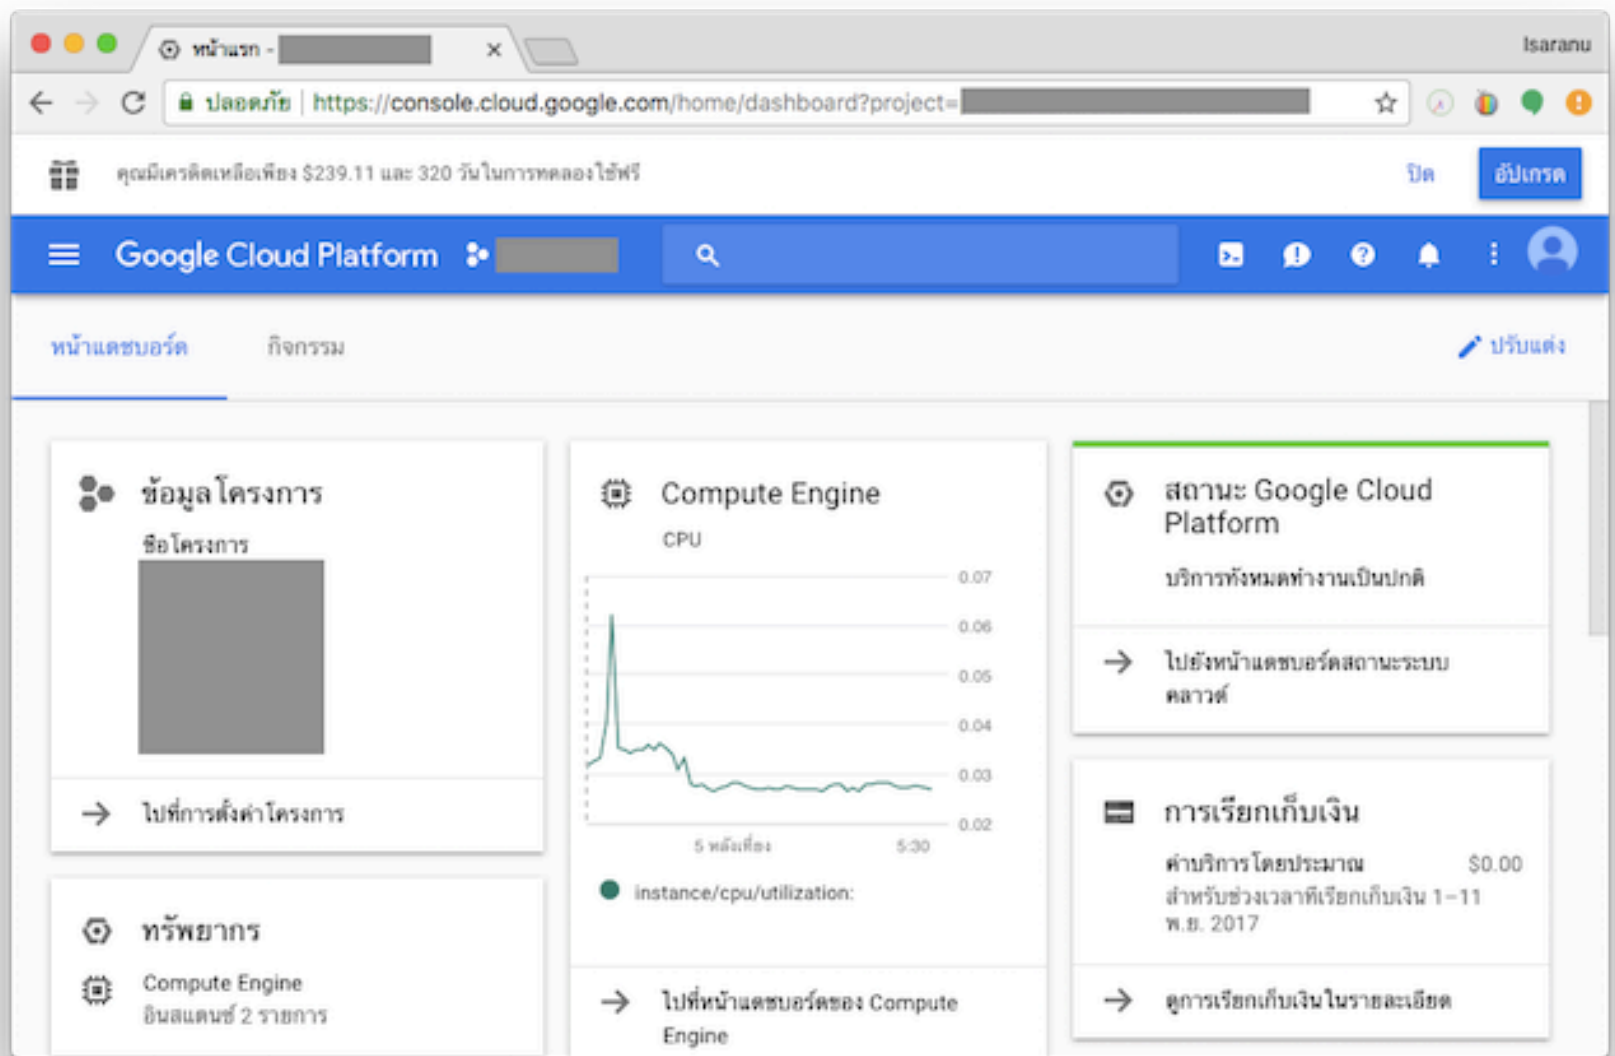 หน้าแรก -
Isaranu
ปลอดภัย | https://console.cloud.google.com/home/dashboard?project=
คุณมีเครดิตเหลือเพียง $239.11 และ 320 วันในการทดลองใช้ฟรี
ปิด
อัปเกรด
Google Cloud Platform
หน้าแดชบอร์ด
กิจกรรม
ปรับแต่ง
ข้อมูลโครงการ
ชื่อโครงการ
ไปที่การตั้งค่าโครงการ
ทรัพยากร
Compute Engine
อินสแตนซ์ 2 รายการ
Compute Engine
CPU
0.07
0.06
0.05
0.04
0.03
0.02
5 หลังเที่ยง
5:30
instance/cpu/utilization:
ไปที่หน้าแดชบอร์ดของ Compute
Engine
สถานะ Google Cloud
Platform
บริการทั้งหมดทำงานเป็นปกติ
ไปยังหน้าแดชบอร์ดสถานะระบบ
คลาวด์
การเรียกเก็บเงิน
ค่าบริการโดยประมาณ $0.00
สำหรับช่วงเวลาที่เรียกเก็บเงิน 1–11
พ.ย. 2017
ดูการเรียกเก็บเงินในรายละเอียด